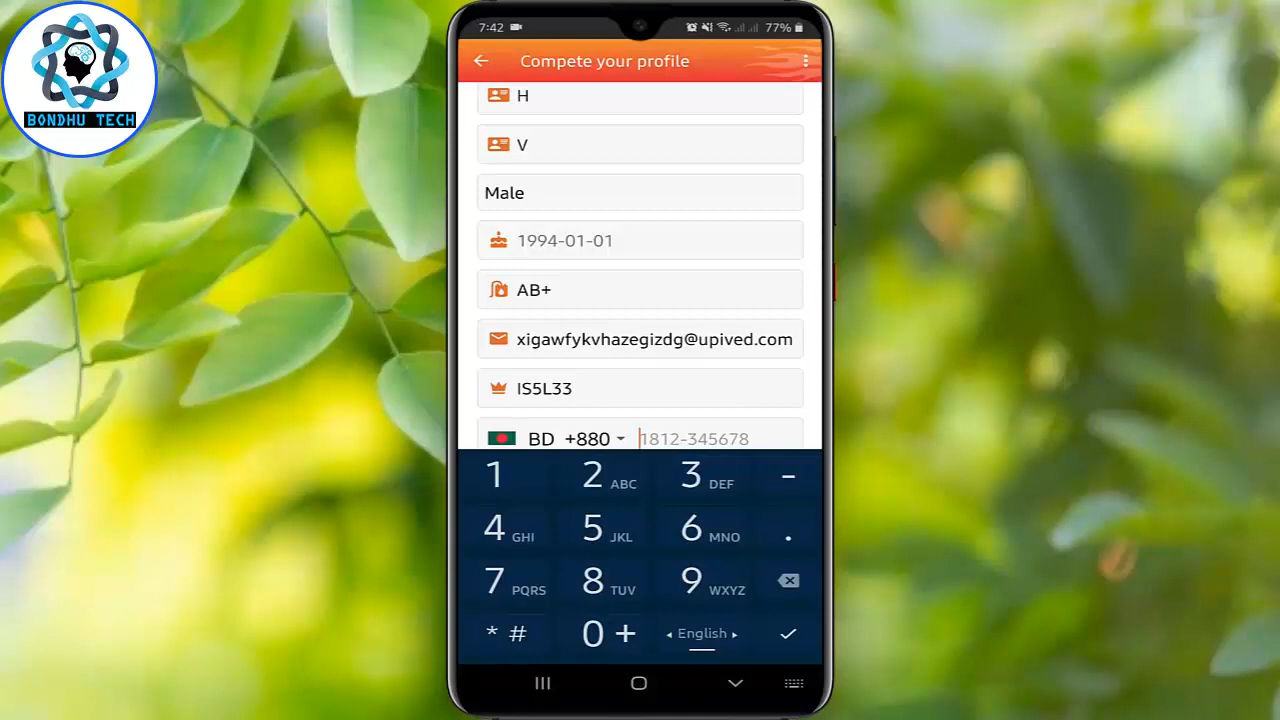 BONDHU TECH
7:42
77%
Compete your profile
H
V
Male
1994-01-01
AB+
xigawfykvhazegizdg@upived.com
IS5L33
BD +880 1812-345678
1 2 ABC 3 DEF -
4 GHI 5 JKL 6 MNO .
7 PQRS 8 TUV 9 WXYZ
* # 0 + English